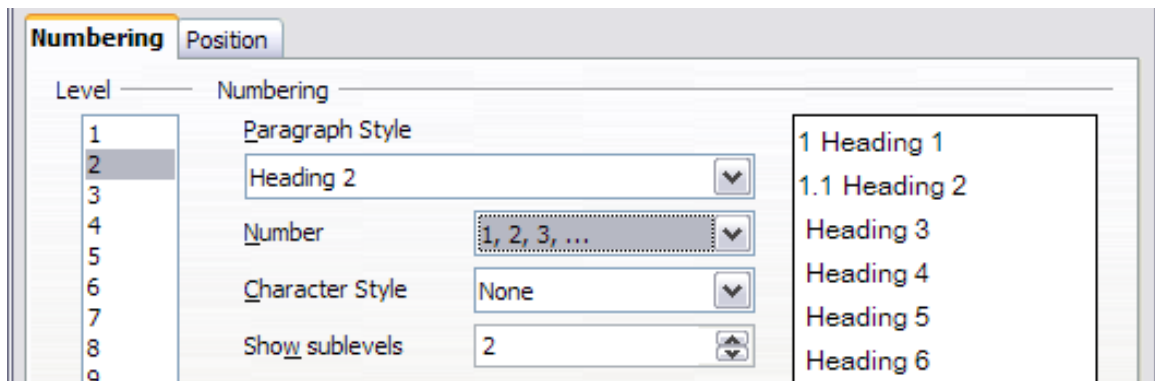 Numbering Position
Level Numbering
1
2
3
4
5
6
7
8
9
Paragraph Style
Heading 2
Number 1, 2, 3, ...
Character Style None
Show sublevels 2
1 Heading 1
1.1 Heading 2
Heading 3
Heading 4
Heading 5
Heading 6